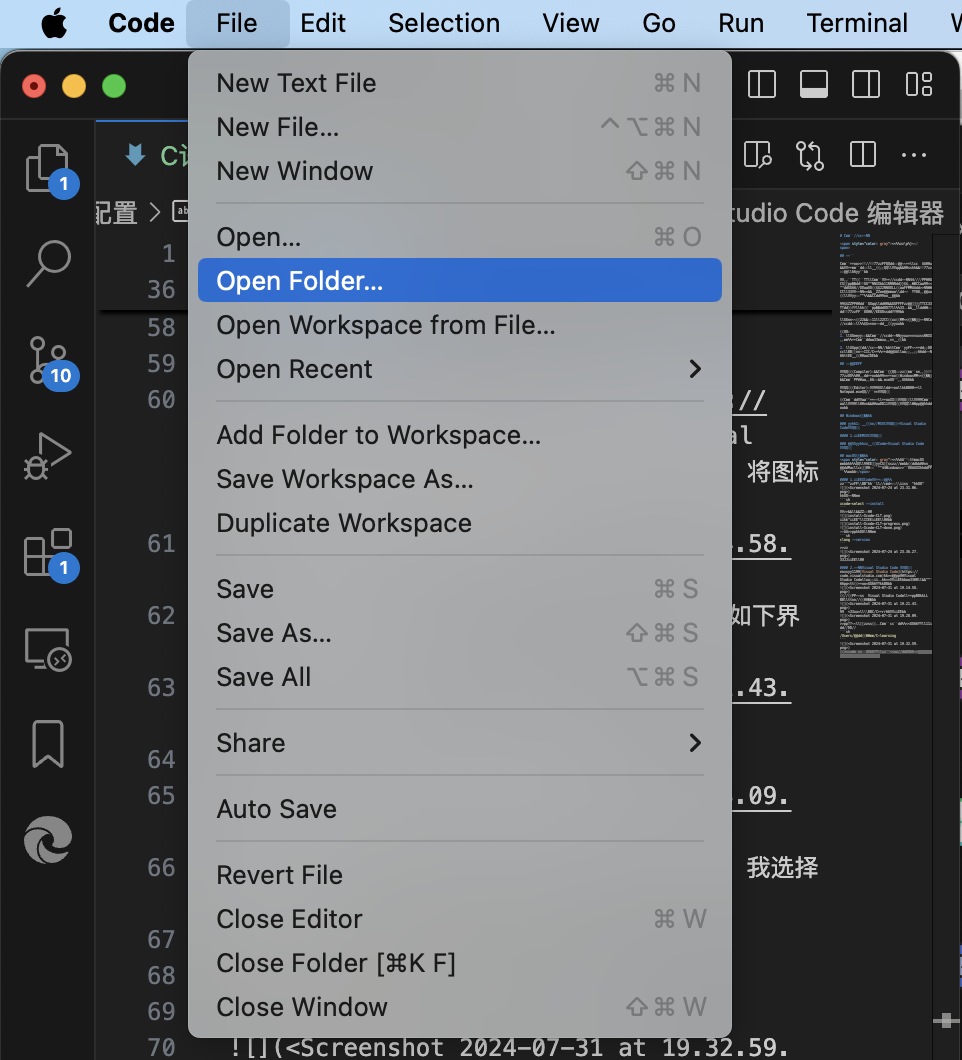 Code File Edit Selection View Go Run Terminal
New Text File ⌘ N
New File... ^⌥⌘ N
New Window ⇧⌘ N
Open... ⌘ O
Open Folder...
Open Workspace from File...
Open Recent >
Add Folder to Workspace...
Save Workspace As...
Duplicate Workspace
Save ⌘ S
Save As... ⇧⌘ S
Save All ⌥⌘ S
Share >
Auto Save
Revert File
Close Editor ⌘ W
Close Folder [⌘K F]
Close Window ⇧⌘ W
1
10
1
配置 >
udio Code 编辑器
1
36
58
59
60
//
al
将图标
61
.58.
62
如下界
63
.43.
64
65
.09.
66
我选择
67
68
69
70 ![](<Screenshot 2024-07-31 at 19.32.59.